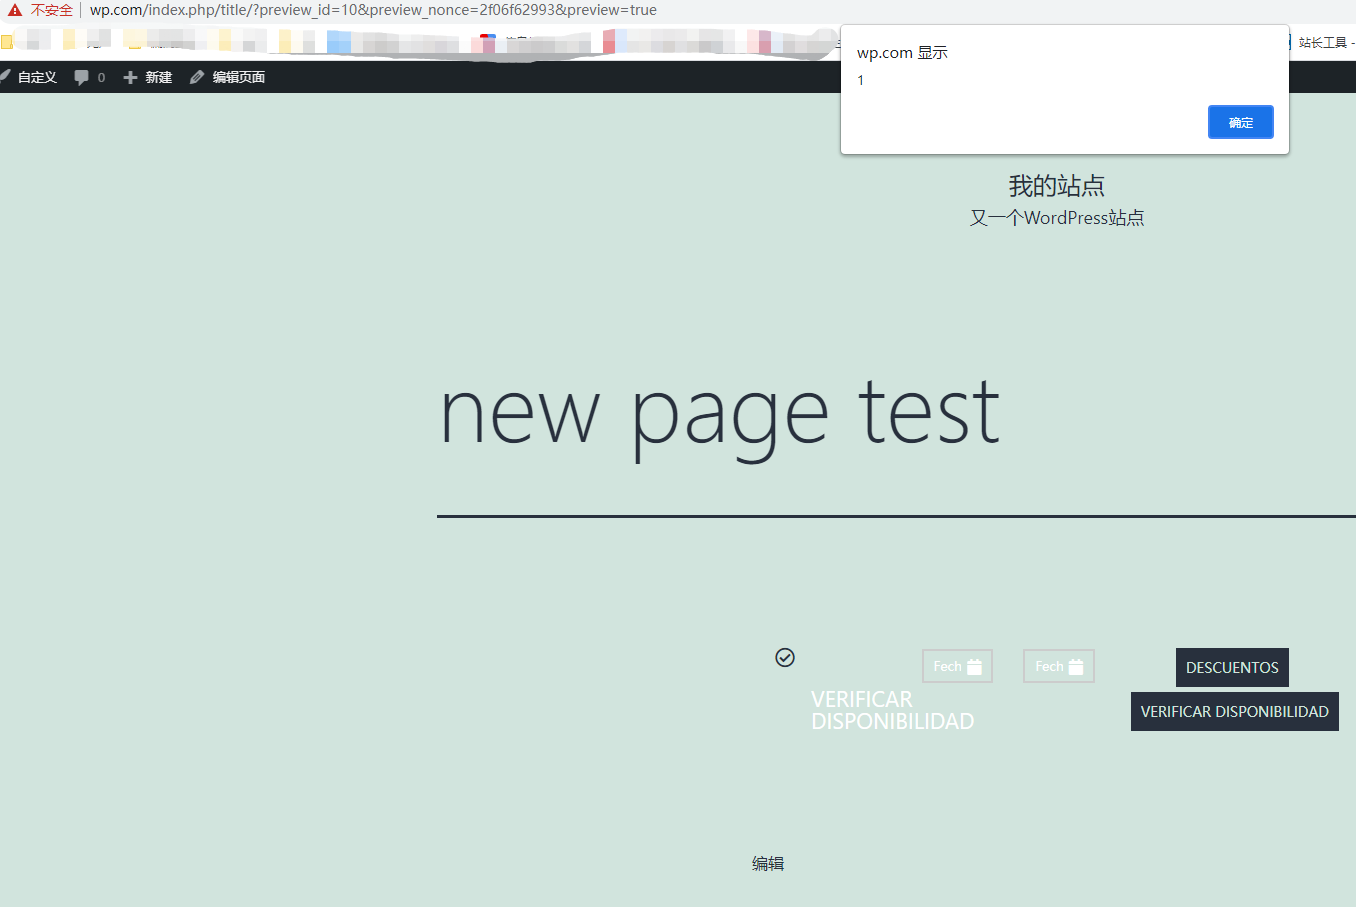 不安全 wp.com/index.php/title/?preview_id=10&preview_nonce=2f06f62993&preview=true
站长工具 -
自定义 0 新建 编辑页面
wp.com 显示
1
确定
我的站点
又一个WordPress站点
new page test
Fech Fech DESCUENTOS
VERIFICAR
DISPONIBILIDAD
VERIFICAR DISPONIBILIDAD
编辑